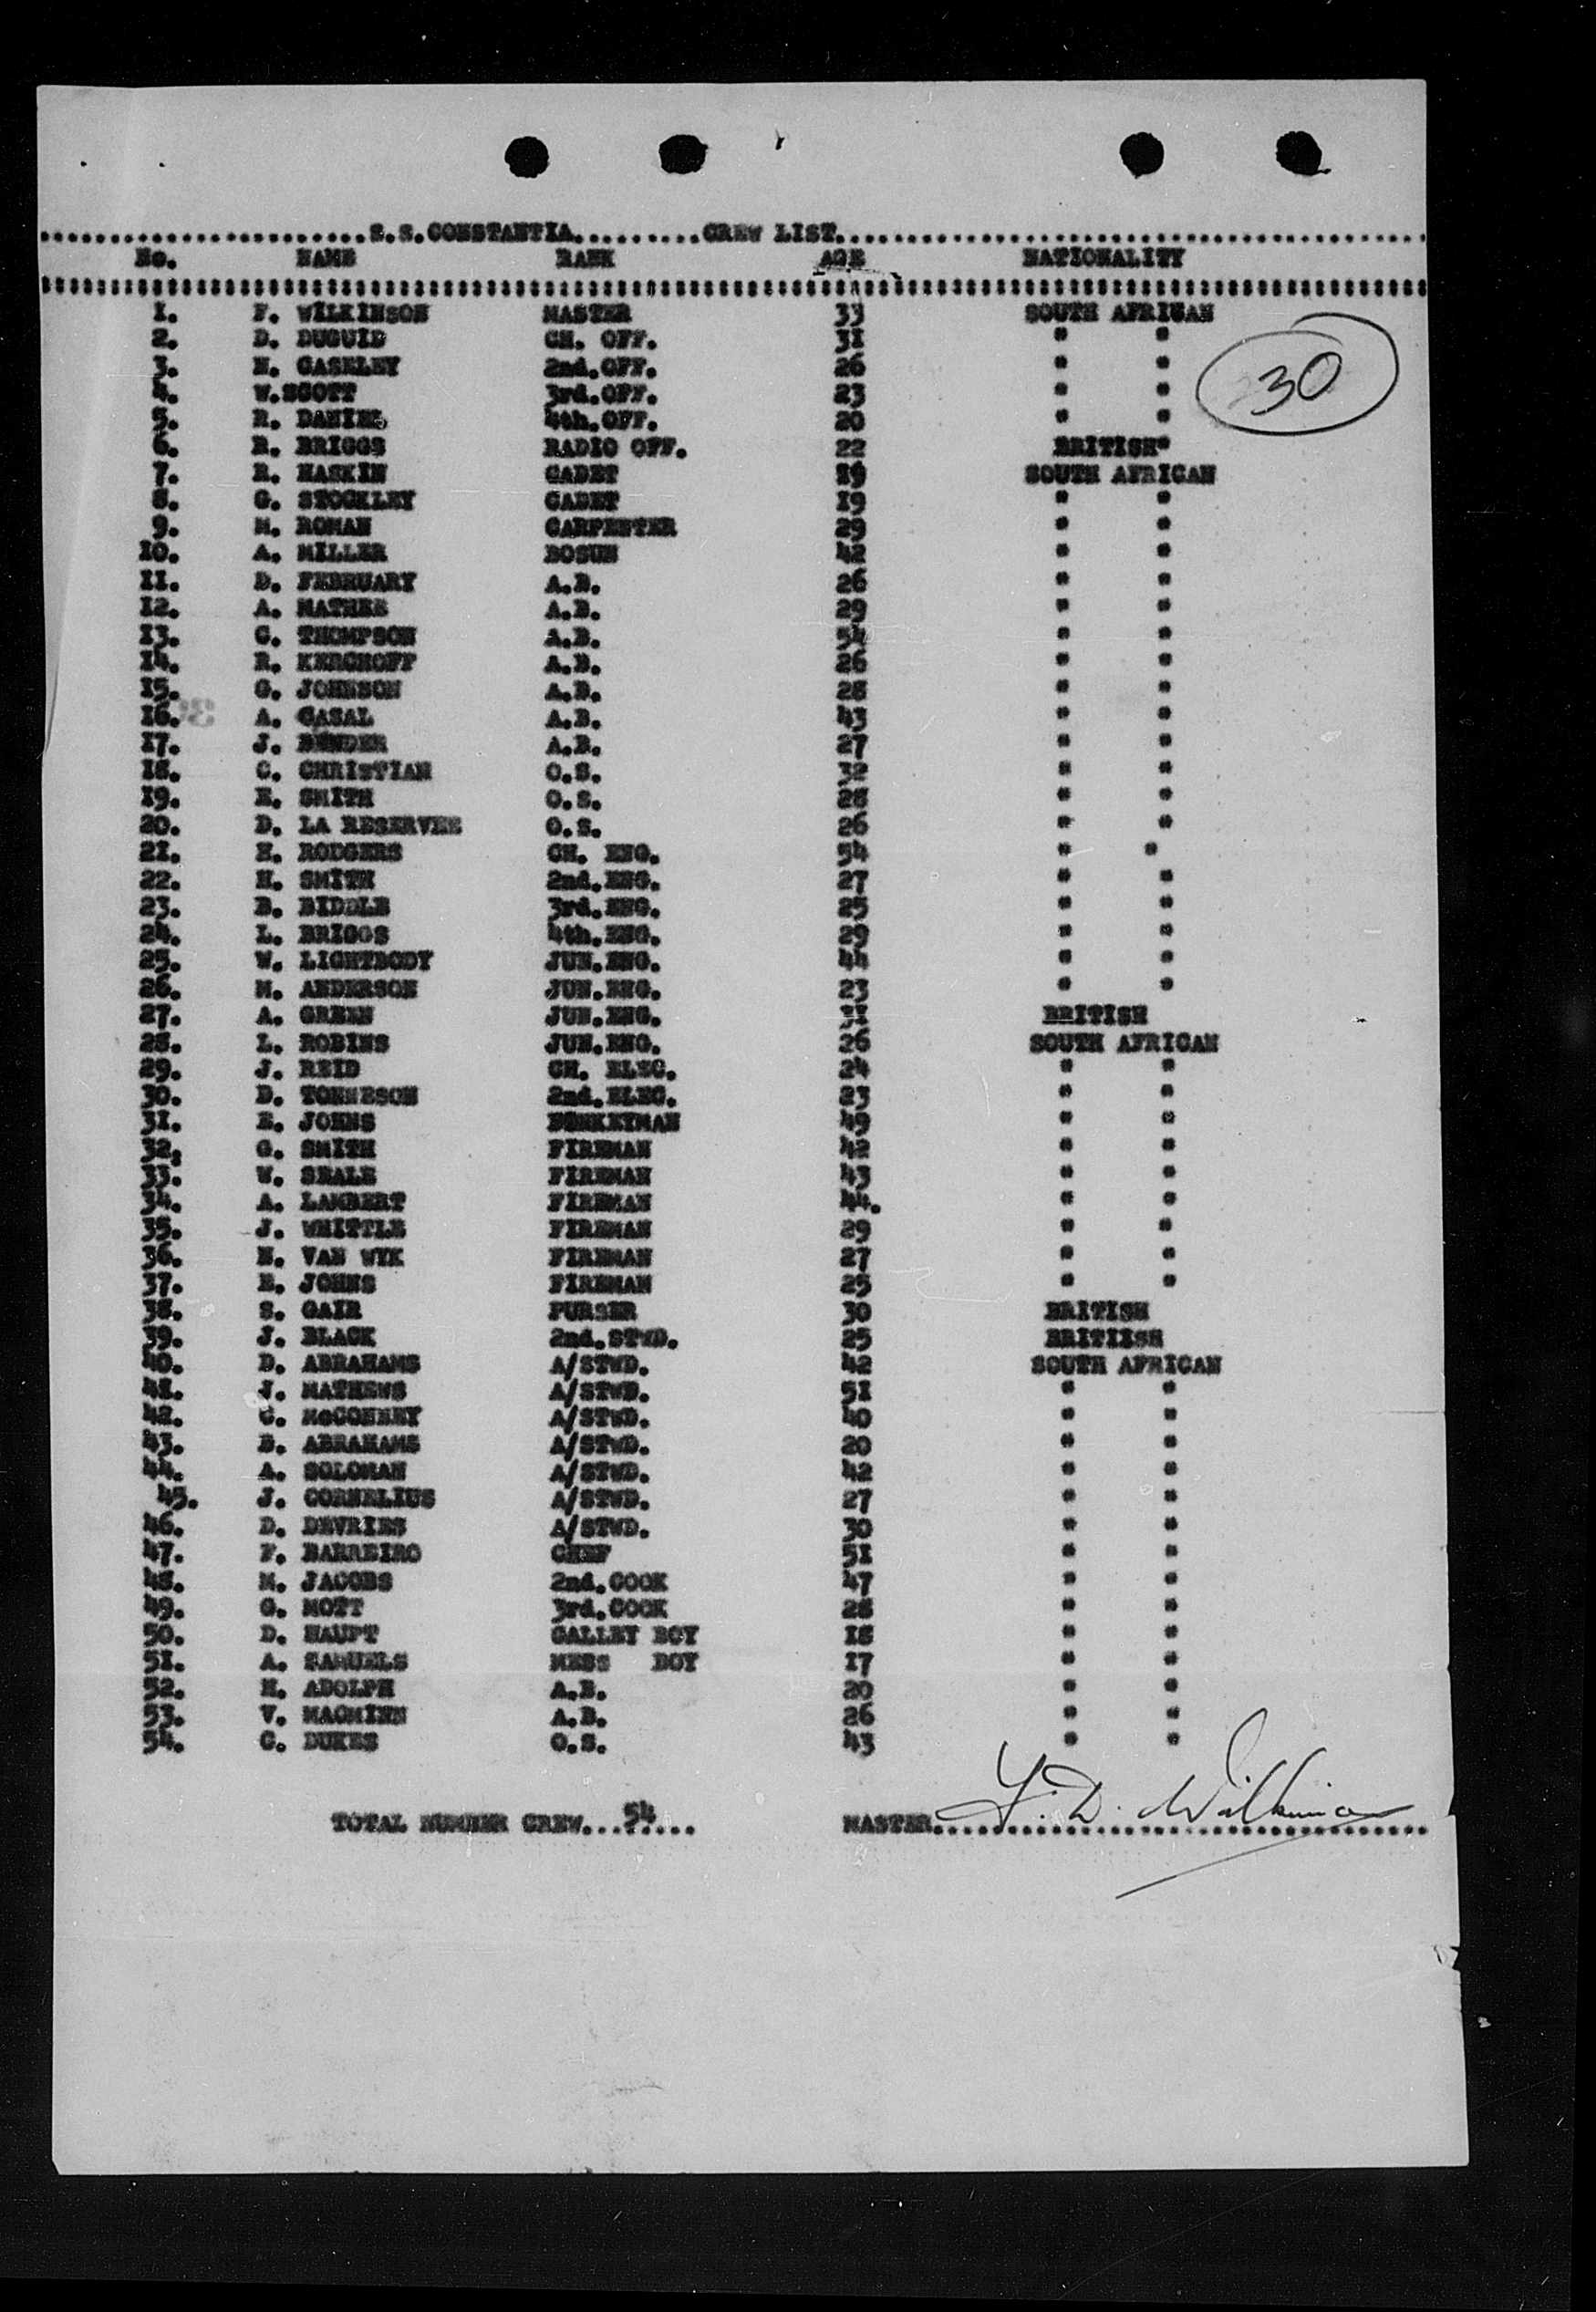 .......................S.S.CONSTANTIA.........CREW LIST.........................................
No. NAME RANK AGE NATIONALITY
1. F. WILKINSON MASTER 33 SOUTH AFRICAN
2. D. DUGUID CH. OFF. 31 " "
3. H. GASELEY 2nd.OFF. 26 " "
30
4. W.SCOTT 3rd.OFF. 23 " "
5. R. DANIEL 4th.OFF. 20 " "
6. R. BRIGGS RADIO OFF. 22 BRITISH"
7. R. HASKIN CADET 19 SOUTH AFRICAN
8. G. STOCKLEY CADET 19 " "
9. M. ROMAN CARPENTER 29 " "
10. A. MILLER BOSUN 42 " "
11. D. FEBRUARY A.B. 26 " "
12. A. MATHEE A.B. 29 " "
13. C. THOMPSON A.B. 54 " "
14. R. KERCHOFF A.B. 26 " "
15. G. JOHNSON A.B. 28 " "
16. A. CASAL A.B. 43 " "
17. J. BENDER A.B. 27 " "
18. C. CHRISTIAN O.S. 32 " "
19. E. SMITH O.S. 28 " "
20. D. LA RESERVEE O.S. 26 " "
21. H. RODGERS CH. ENG. 54 " "
22. H. SMITH 2nd.ENG. 27 " "
23. B. BIDDLE 3rd.ENG. 25 " "
24. L. BRIGGS 4th.ENG. 29 " "
25. W. LIGHTBODY JUN.ENG. 44 " "
26. M. ANDERSON JUN.ENG. 23 " "
27. A. GREEN JUN.ENG. 31 BRITISH
28. L. ROBINS JUN.ENG. 26 SOUTH AFRICAN
29. J. REID CH. ELEC. 24 " "
30. D. TONNESON 2nd.ELEC. 23 " "
31. E. JOHNS DONKEYMAN 49 " "
32. G. SMITH FIREMAN 42 " "
33. W. SEALE FIREMAN 43 " "
34. A. LAMBERT FIREMAN 44. " "
35. J. WHITTLE FIREMAN 29 " "
36. H. VAN WYK FIREMAN 27 " "
37. E. JOHNS FIREMAN 25 " "
38. S. GAIR PURSER 30 BRITISH
39. J. BLACK 2nd.STWD. 25 BRITIISH
40. D. ABRAHAMS A/STWD. 42 SOUTH AFRICAN
41. J. MATHEWS A/STWD. 51 " "
42. C. McCONNEY A/STWD. 40 " "
43. B. ABRAHAMS A/STWD. 20 " "
44. A. SOLOMAN A/STWD. 42 " "
45. J. CORNELIUS A/STWD. 27 " "
46. D. DEVRIES A/STWD. 30 " "
47. F. BARREIRO CHEF 51 " "
48. M. JACOBS 2nd.COOK 47 " "
49. G. MOTT 3rd.COOK 28 " "
50. D. HAUPT GALLEY BOY 18 " "
51. A. SAMUELS MESS BOY 17 " "
52. H. ADOLPH A.B. 20 " "
53. V. MACMINN A.B. 26 " "
54. C. DUKES O.S. 43 " "
TOTAL NUMBER CREW...54.... MASTER. F. D. Wilkinson